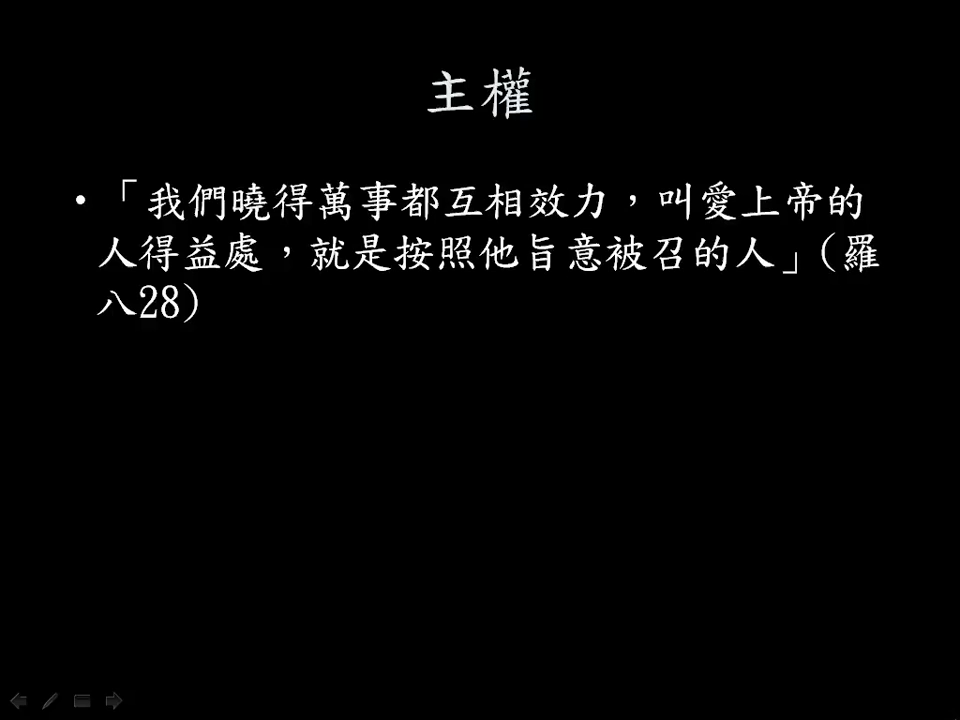 主權
•「我們曉得萬事都互相效力，叫愛上帝的
人得益處，就是按照他旨意被召的人」(羅
八28)